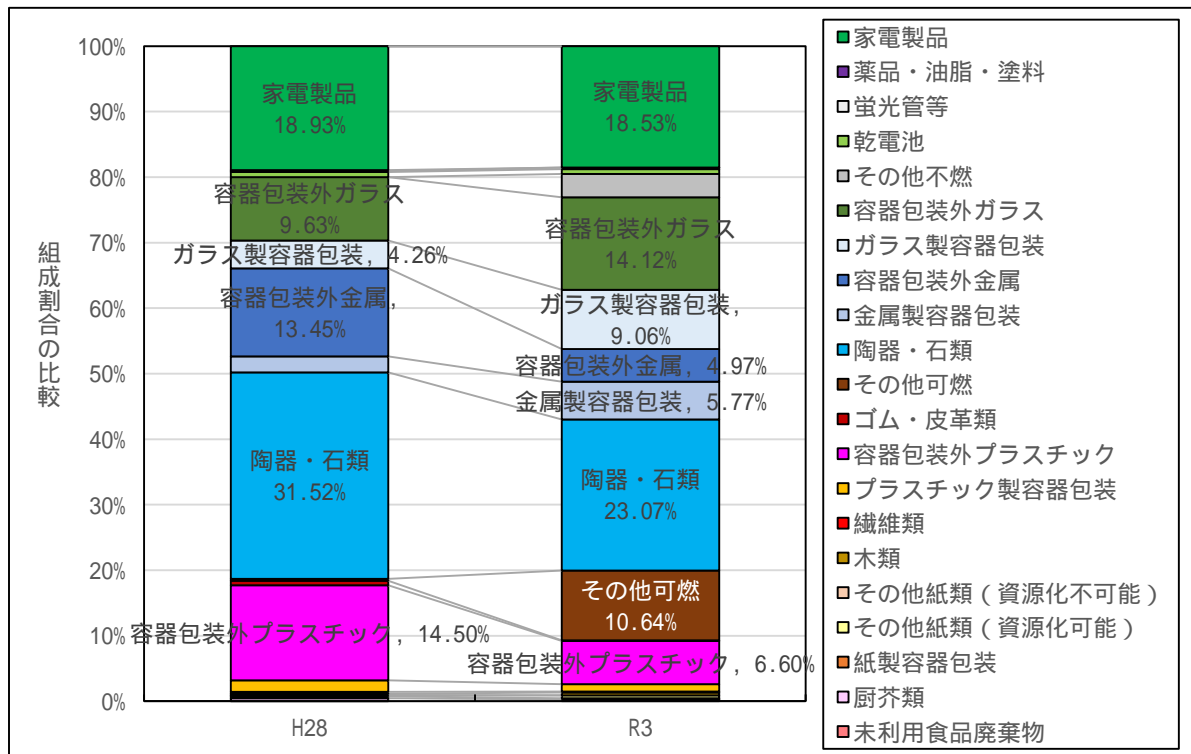 100%
90%
80%
70%
60%
50%
40%
30%
20%
10%
0%
組成割合の比較
H28
R3
家電製品
18.93%
容器包装外ガラス
9.63%
ガラス製容器包装, 4.26%
容器包装外金属,
13.45%
陶器・石類
31.52%
容器包装外プラスチック, 14.50%
家電製品
18.53%
容器包装外ガラス
14.12%
ガラス製容器包装,
9.06%
容器包装外金属, 4.97%
金属製容器包装, 5.77%
陶器・石類
23.07%
その他可燃
10.64%
容器包装外プラスチック, 6.60%
家電製品
薬品・油脂・塗料
蛍光管等
乾電池
その他不燃
容器包装外ガラス
ガラス製容器包装
容器包装外金属
金属製容器包装
陶器・石類
その他可燃
ゴム・皮革類
容器包装外プラスチック
プラスチック製容器包装
繊維類
木類
その他紙類（資源化不可能）
その他紙類（資源化可能）
紙製容器包装
厨芥類
未利用食品廃棄物